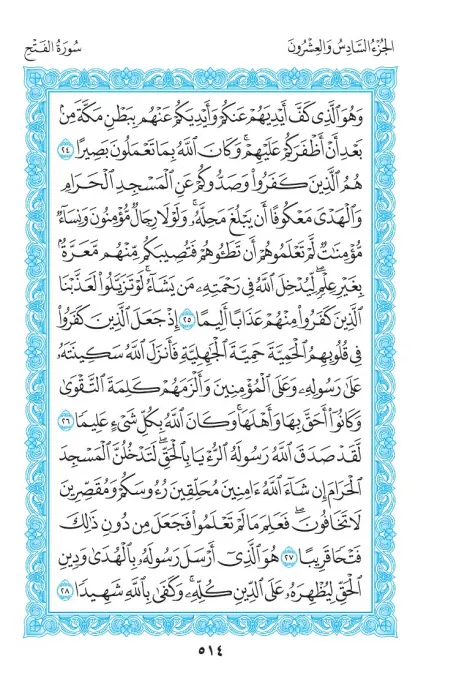 الجُزْءُ السَّادِسُ وَالعِشْرُونَ
سُورَةُ الفَتْحِ
وَهُوَ ٱلَّذِى كَفَّ أَيْدِيَهُمْ عَنكُمْ وَأَيْدِيَكُمْ عَنْهُم بِبَطْنِ مَكَّةَ مِنۢ
بَعْدِ أَنْ أَظْفَرَكُمْ عَلَيْهِمْ ۚ وَكَانَ ٱللَّهُ بِمَا تَعْمَلُونَ بَصِيرًا ٢٤
هُمُ ٱلَّذِينَ كَفَرُوا۟ وَصَدُّوكُمْ عَنِ ٱلْمَسْجِدِ ٱلْحَرَامِ
وَٱلْهَدْىَ مَعْكُوفًا أَن يَبْلُغَ مَحِلَّهُۥ ۚ وَلَوْلَا رِجَالٌ مُّؤْمِنُونَ وَنِسَآءٌ
مُّؤْمِنَـٰتٌ لَّمْ تَعْلَمُوهُمْ أَن تَطَـُٔوهُمْ فَتُصِيبَكُم مِّنْهُم مَّعَرَّةٌۢ
بِغَيْرِ عِلْمٍ ۖ لِّيُدْخِلَ ٱللَّهُ فِى رَحْمَتِهِۦ مَن يَشَآءُ ۚ لَوْ تَزَيَّلُوا۟ لَعَذَّبْنَا
ٱلَّذِينَ كَفَرُوا۟ مِنْهُمْ عَذَابًا أَلِيمًا ٢٥ إِذْ جَعَلَ ٱلَّذِينَ كَفَرُوا۟
فِى قُلُوبِهِمُ ٱلْحَمِيَّةَ حَمِيَّةَ ٱلْجَـٰهِلِيَّةِ فَأَنزَلَ ٱللَّهُ سَكِينَتَهُۥ
عَلَىٰ رَسُولِهِۦ وَعَلَى ٱلْمُؤْمِنِينَ وَأَلْزَمَهُمْ كَلِمَةَ ٱلتَّقْوَىٰ
وَكَانُوٓا۟ أَحَقَّ بِهَا وَأَهْلَهَا ۚ وَكَانَ ٱللَّهُ بِكُلِّ شَىْءٍ عَلِيمًا ٢٦
لَّقَدْ صَدَقَ ٱللَّهُ رَسُولَهُ ٱلرُّءْيَا بِٱلْحَقِّ ۖ لَتَدْخُلُنَّ ٱلْمَسْجِدَ
ٱلْحَرَامَ إِن شَآءَ ٱللَّهُ ءَامِنِينَ مُحَلِّقِينَ رُءُوسَكُمْ وَمُقَصِّرِينَ
لَا تَخَافُونَ ۖ فَعَلِمَ مَا لَمْ تَعْلَمُوا۟ فَجَعَلَ مِن دُونِ ذَٰلِكَ
فَتْحًا قَرِيبًا ٢٧ هُوَ ٱلَّذِىٓ أَرْسَلَ رَسُولَهُۥ بِٱلْهُدَىٰ وَدِينِ
ٱلْحَقِّ لِيُظْهِرَهُۥ عَلَى ٱلدِّينِ كُلِّهِۦ ۚ وَكَفَىٰ بِٱللَّهِ شَهِيدًا ٢٨
٥١٤